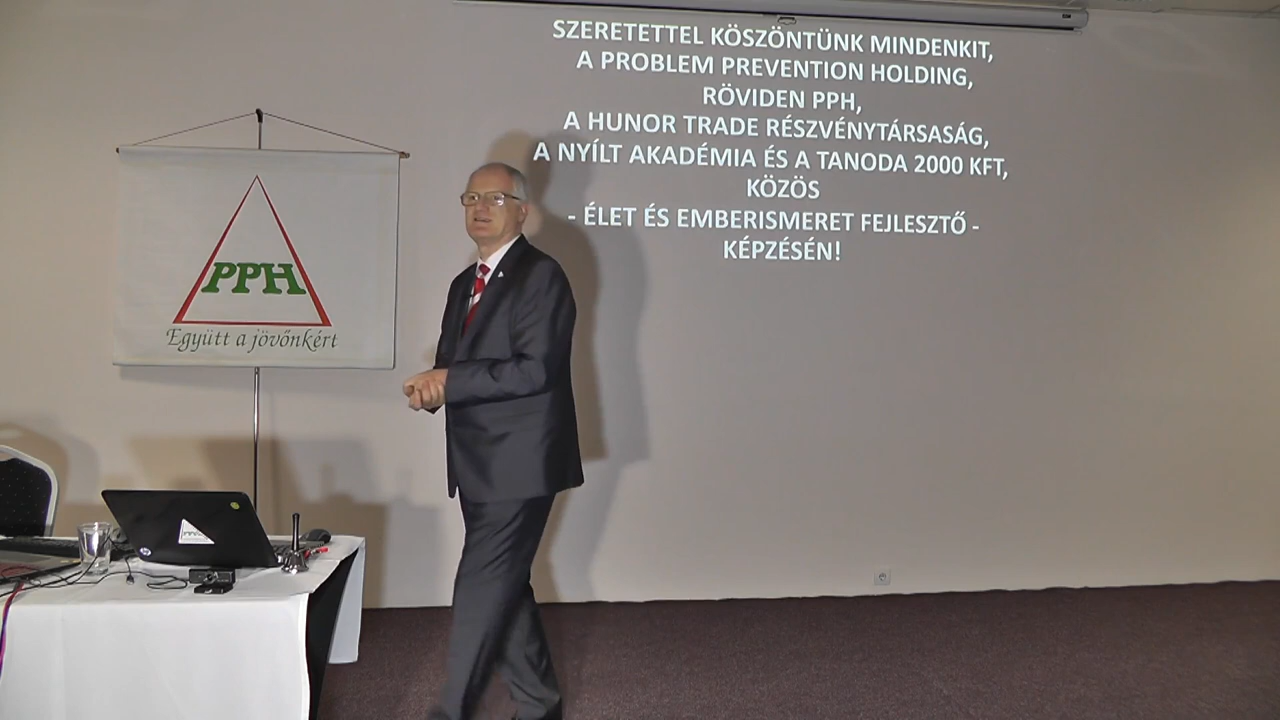 SZERETETTEL KÖSZÖNTÜNK MINDENKIT,
A PROBLEM PREVENTION HOLDING,
RÖVIDEN PPH,
A HUNOR TRADE RÉSZVÉNYTÁRSASÁG,
A NYÍLT AKADÉMIA ÉS A TANODA 2000 KFT,
KÖZÖS
- ÉLET ÉS EMBERISMERET FEJLESZTŐ -
KÉPZÉSÉN!
PPH
Együtt a jövőnkért
PPH